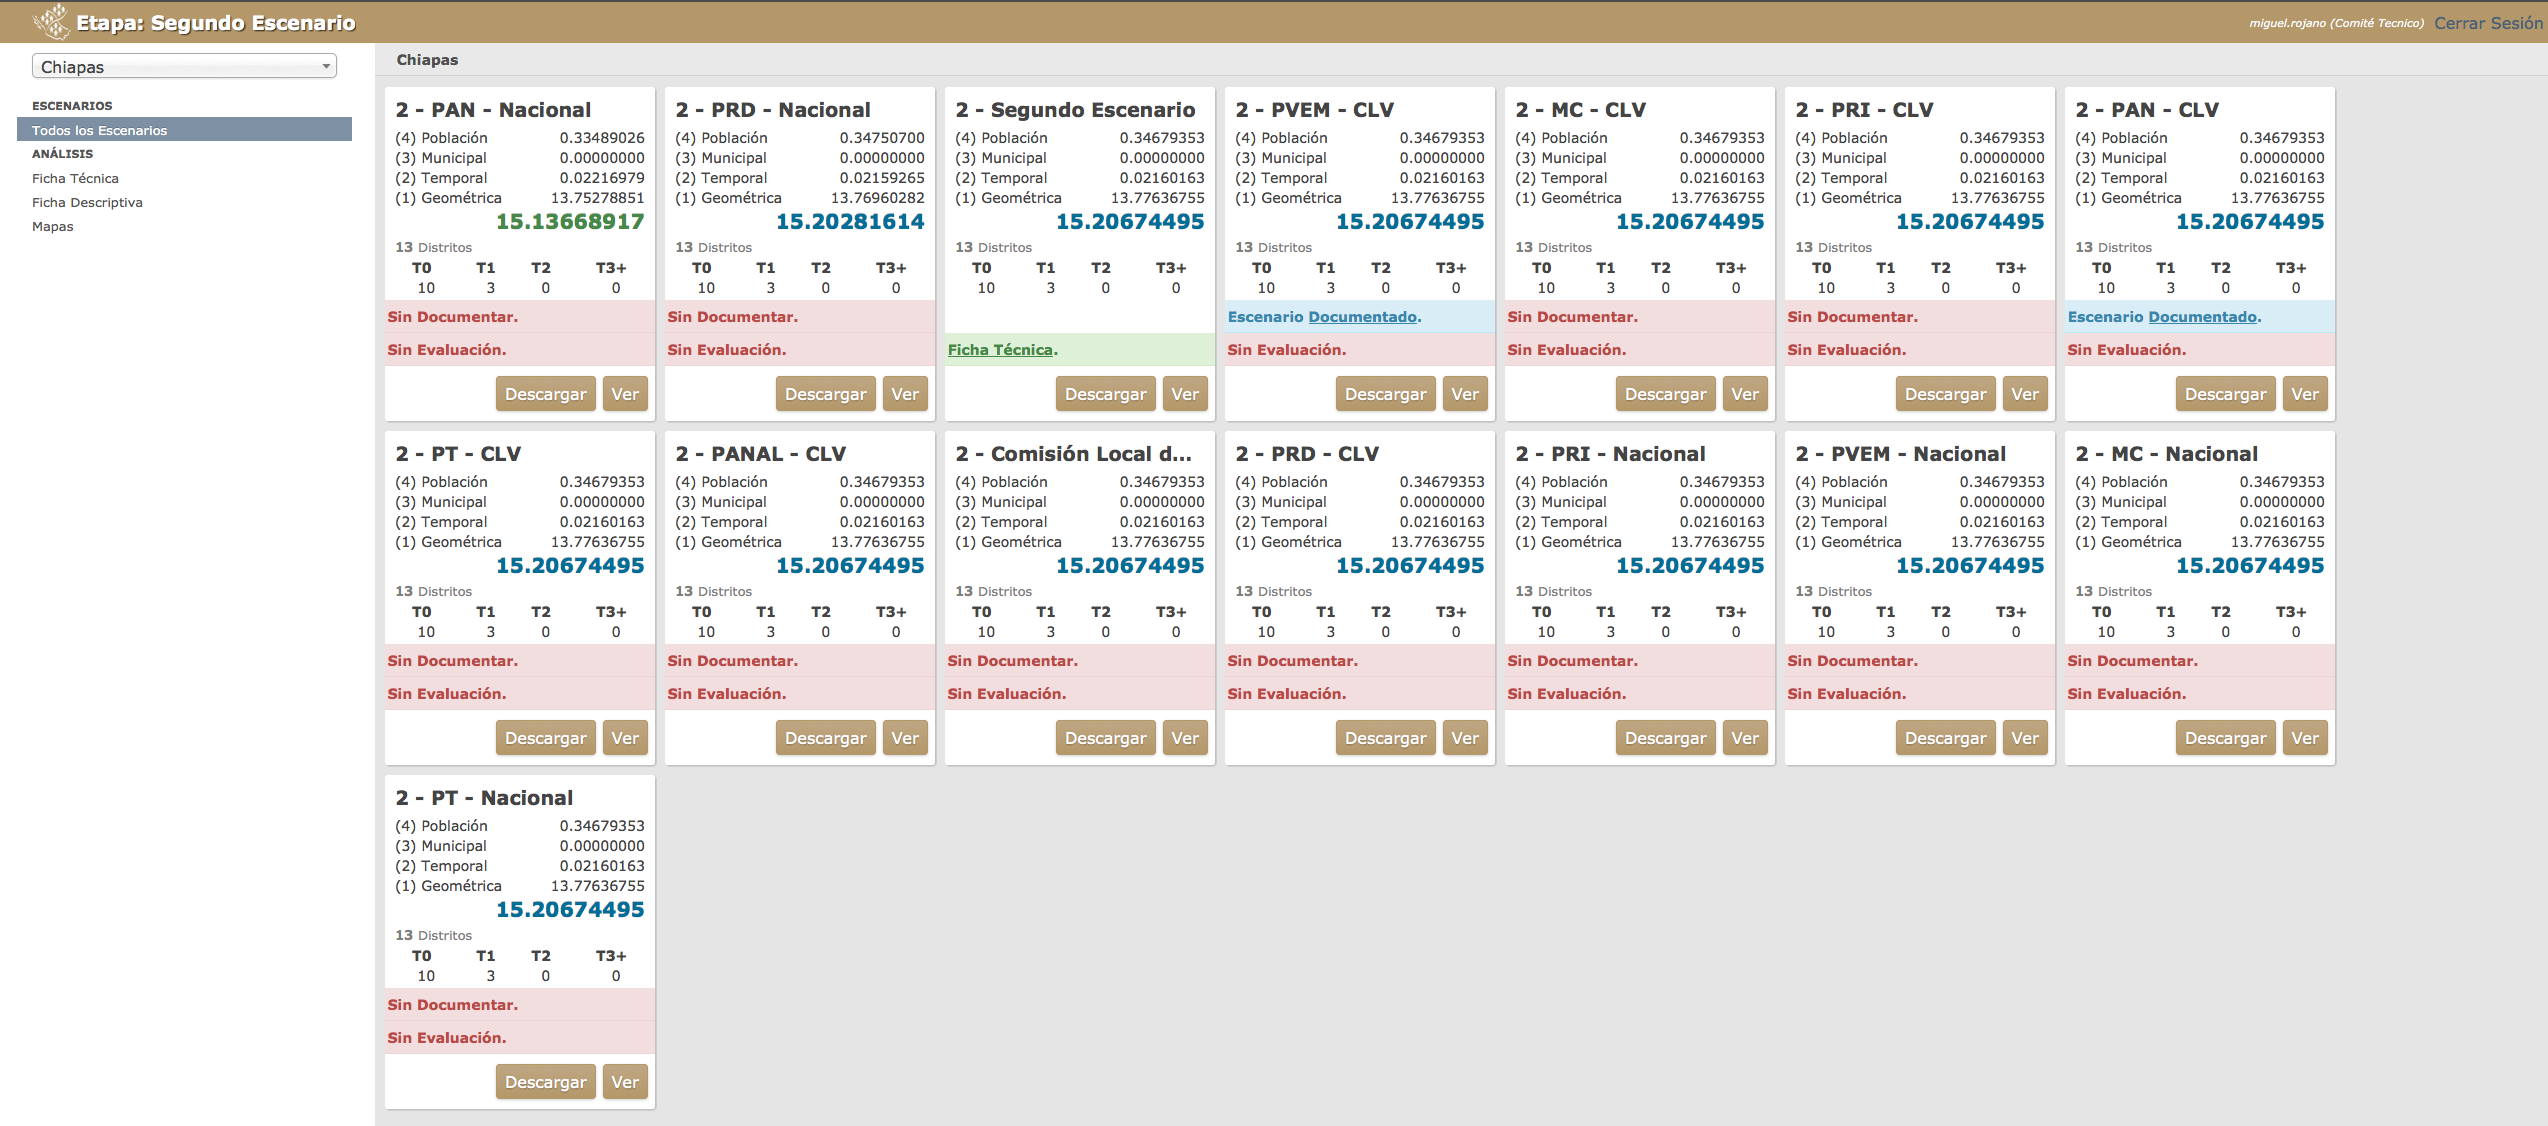 Etapa: Segundo Escenario
miguel.rojano (Comité Tecnico) Cerrar Sesión
Chiapas
ESCENARIOS
Todos los Escenarios
ANÁLISIS
Ficha Técnica
Ficha Descriptiva
Mapas
Chiapas
2 - PAN - Nacional
(4) Población 0.33489026
(3) Municipal 0.00000000
(2) Temporal 0.02216979
(1) Geométrica 13.75278851
15.13668917
13 Distritos
T0 T1 T2 T3+
10 3 0 0
Sin Documentar.
Sin Evaluación.
Descargar Ver
2 - PRD - Nacional
(4) Población 0.34750700
(3) Municipal 0.00000000
(2) Temporal 0.02159265
(1) Geométrica 13.76960282
15.20281614
13 Distritos
T0 T1 T2 T3+
10 3 0 0
Sin Documentar.
Sin Evaluación.
Descargar Ver
2 - Segundo Escenario
(4) Población 0.34679353
(3) Municipal 0.00000000
(2) Temporal 0.02160163
(1) Geométrica 13.77636755
15.20674495
13 Distritos
T0 T1 T2 T3+
10 3 0 0
Ficha Técnica.
Descargar Ver
2 - PVEM - CLV
(4) Población 0.34679353
(3) Municipal 0.00000000
(2) Temporal 0.02160163
(1) Geométrica 13.77636755
15.20674495
13 Distritos
T0 T1 T2 T3+
10 3 0 0
Escenario Documentado.
Sin Evaluación.
Descargar Ver
2 - MC - CLV
(4) Población 0.34679353
(3) Municipal 0.00000000
(2) Temporal 0.02160163
(1) Geométrica 13.77636755
15.20674495
13 Distritos
T0 T1 T2 T3+
10 3 0 0
Sin Documentar.
Sin Evaluación.
Descargar Ver
2 - PRI - CLV
(4) Población 0.34679353
(3) Municipal 0.00000000
(2) Temporal 0.02160163
(1) Geométrica 13.77636755
15.20674495
13 Distritos
T0 T1 T2 T3+
10 3 0 0
Sin Documentar.
Sin Evaluación.
Descargar Ver
2 - PAN - CLV
(4) Población 0.34679353
(3) Municipal 0.00000000
(2) Temporal 0.02160163
(1) Geométrica 13.77636755
15.20674495
13 Distritos
T0 T1 T2 T3+
10 3 0 0
Escenario Documentado.
Sin Evaluación.
Descargar Ver
2 - PT - CLV
(4) Población 0.34679353
(3) Municipal 0.00000000
(2) Temporal 0.02160163
(1) Geométrica 13.77636755
15.20674495
13 Distritos
T0 T1 T2 T3+
10 3 0 0
Sin Documentar.
Sin Evaluación.
Descargar Ver
2 - PANAL - CLV
(4) Población 0.34679353
(3) Municipal 0.00000000
(2) Temporal 0.02160163
(1) Geométrica 13.77636755
15.20674495
13 Distritos
T0 T1 T2 T3+
10 3 0 0
Sin Documentar.
Sin Evaluación.
Descargar Ver
2 - Comisión Local d...
(4) Población 0.34679353
(3) Municipal 0.00000000
(2) Temporal 0.02160163
(1) Geométrica 13.77636755
15.20674495
13 Distritos
T0 T1 T2 T3+
10 3 0 0
Sin Documentar.
Sin Evaluación.
Descargar Ver
2 - PRD - CLV
(4) Población 0.34679353
(3) Municipal 0.00000000
(2) Temporal 0.02160163
(1) Geométrica 13.77636755
15.20674495
13 Distritos
T0 T1 T2 T3+
10 3 0 0
Sin Documentar.
Sin Evaluación.
Descargar Ver
2 - PRI - Nacional
(4) Población 0.34679353
(3) Municipal 0.00000000
(2) Temporal 0.02160163
(1) Geométrica 13.77636755
15.20674495
13 Distritos
T0 T1 T2 T3+
10 3 0 0
Sin Documentar.
Sin Evaluación.
Descargar Ver
2 - PVEM - Nacional
(4) Población 0.34679353
(3) Municipal 0.00000000
(2) Temporal 0.02160163
(1) Geométrica 13.77636755
15.20674495
13 Distritos
T0 T1 T2 T3+
10 3 0 0
Sin Documentar.
Sin Evaluación.
Descargar Ver
2 - MC - Nacional
(4) Población 0.34679353
(3) Municipal 0.00000000
(2) Temporal 0.02160163
(1) Geométrica 13.77636755
15.20674495
13 Distritos
T0 T1 T2 T3+
10 3 0 0
Sin Documentar.
Sin Evaluación.
Descargar Ver
2 - PT - Nacional
(4) Población 0.34679353
(3) Municipal 0.00000000
(2) Temporal 0.02160163
(1) Geométrica 13.77636755
15.20674495
13 Distritos
T0 T1 T2 T3+
10 3 0 0
Sin Documentar.
Sin Evaluación.
Descargar Ver